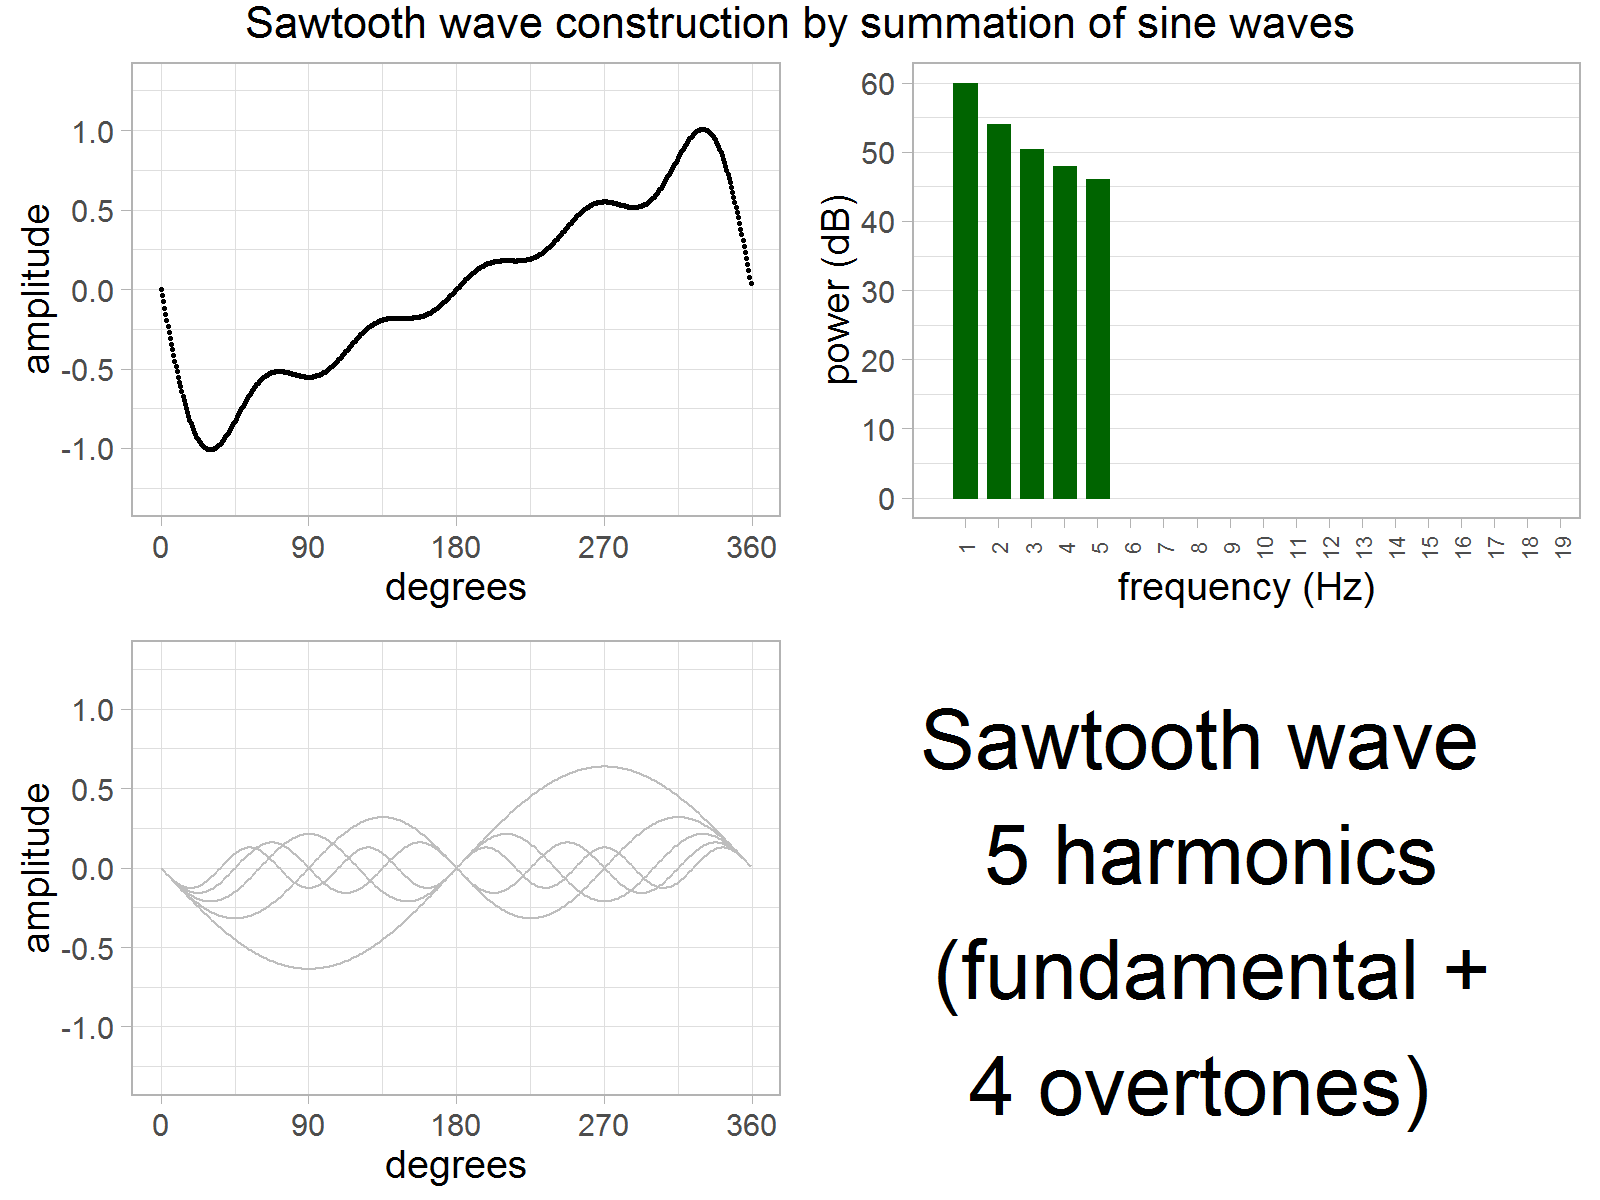 Sawtooth wave construction by summation of sine waves
amplitude
1.0
0.5
0.0
-0.5
-1.0
0 90 180 270 360
degrees
power (dB)
60
50
40
30
20
10
0
1 2 3 4 5 6 7 8 9 10 11 12 13 14 15 16 17 18 19
frequency (Hz)
amplitude
1.0
0.5
0.0
-0.5
-1.0
0 90 180 270 360
degrees
Sawtooth wave
5 harmonics
(fundamental +
4 overtones)